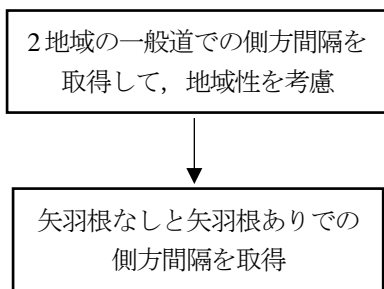 2地域の一般道での側方間隔を
取得して，地域性を考慮
矢羽根なしと矢羽根ありでの
側方間隔を取得